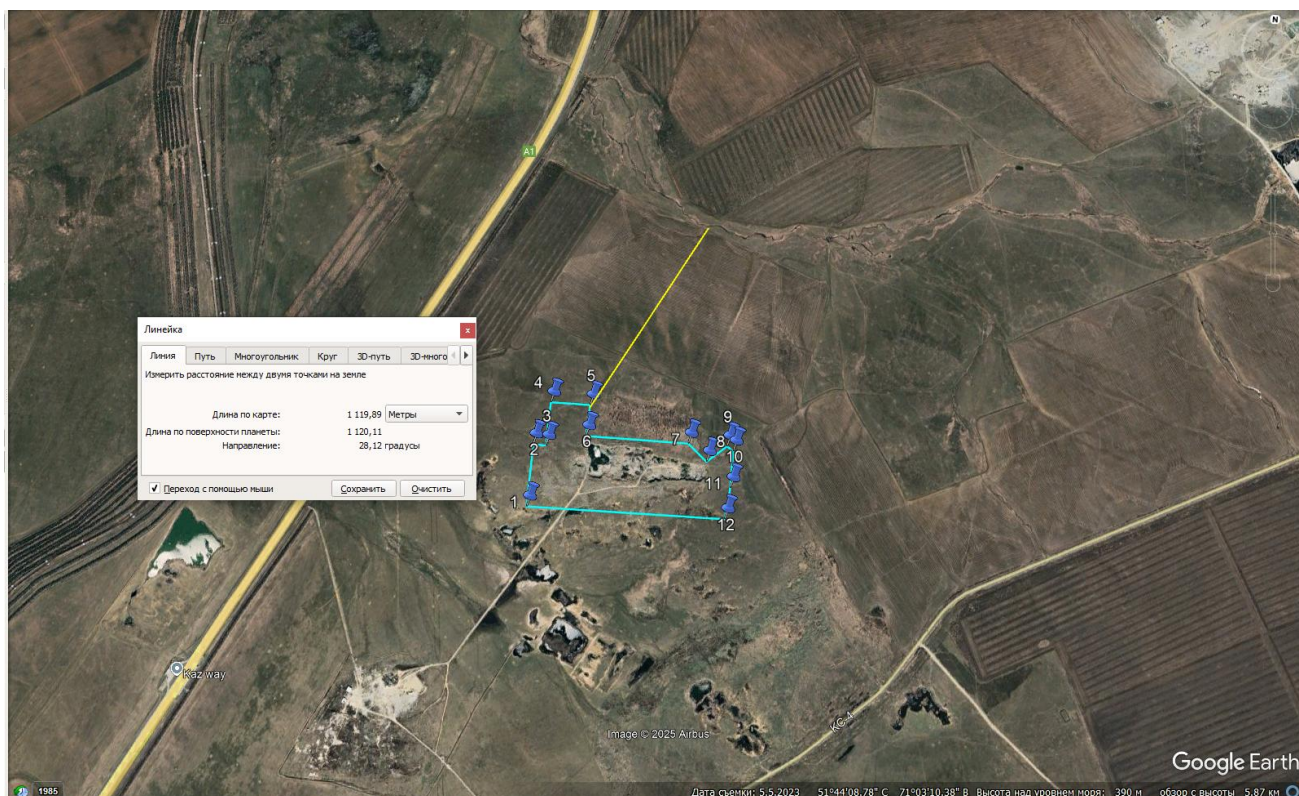 N
A1
Линейка
x
Линия Путь Многоугольник Круг 3D-путь 3D-много
Измерить расстояние между двумя точками на земле
Длина по карте: 1 119,89 Метры
Длина по поверхности планеты: 1 120,11
Направление: 28,12 градусы
Переход с помощью мыши Сохранить Очистить
4
5
3
9
2
6
7
8
10
11
1
12
Kaz way
КС-4
Image © 2025 Airbus
Google Earth
1985
Дата съемки: 5.5.2023 51°44'08.78" С 71°03'10.38" В Высота над уровнем моря: 390 м обзор с высоты 5.87 км